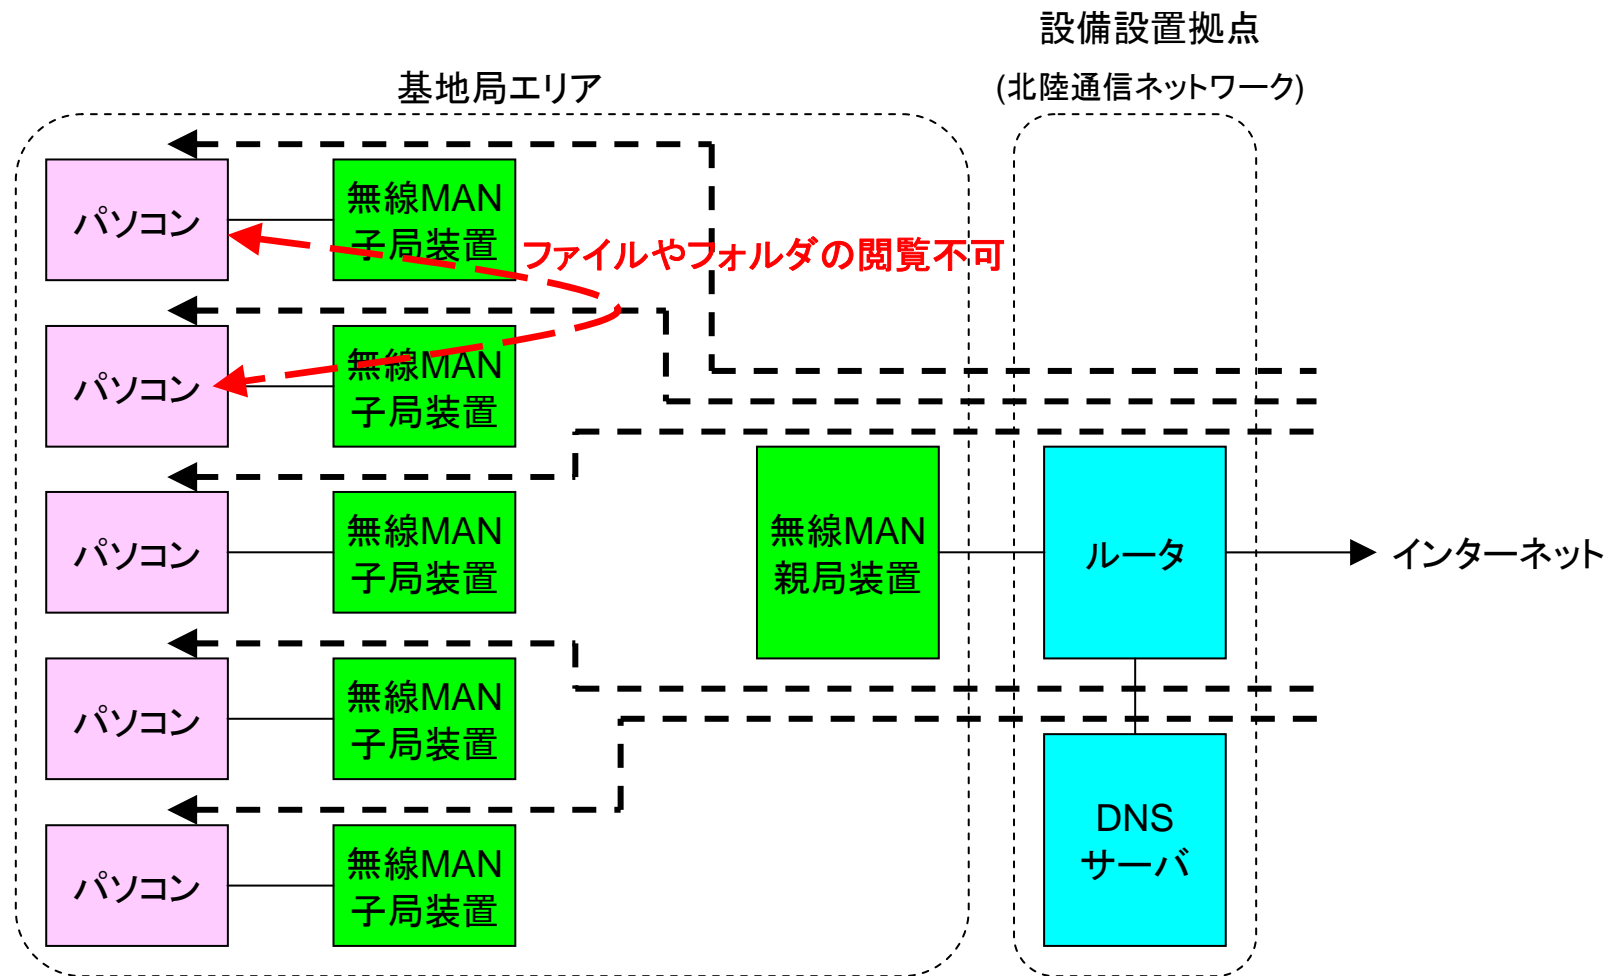 設備設置拠点
(北陸通信ネットワーク)
基地局エリア
パソコン
無線MAN
子局装置
ファイルやフォルダの閲覧不可
パソコン
無線MAN
子局装置
パソコン
無線MAN
子局装置
無線MAN
親局装置
ルータ
インターネット
パソコン
無線MAN
子局装置
DNS
サーバ
パソコン
無線MAN
子局装置